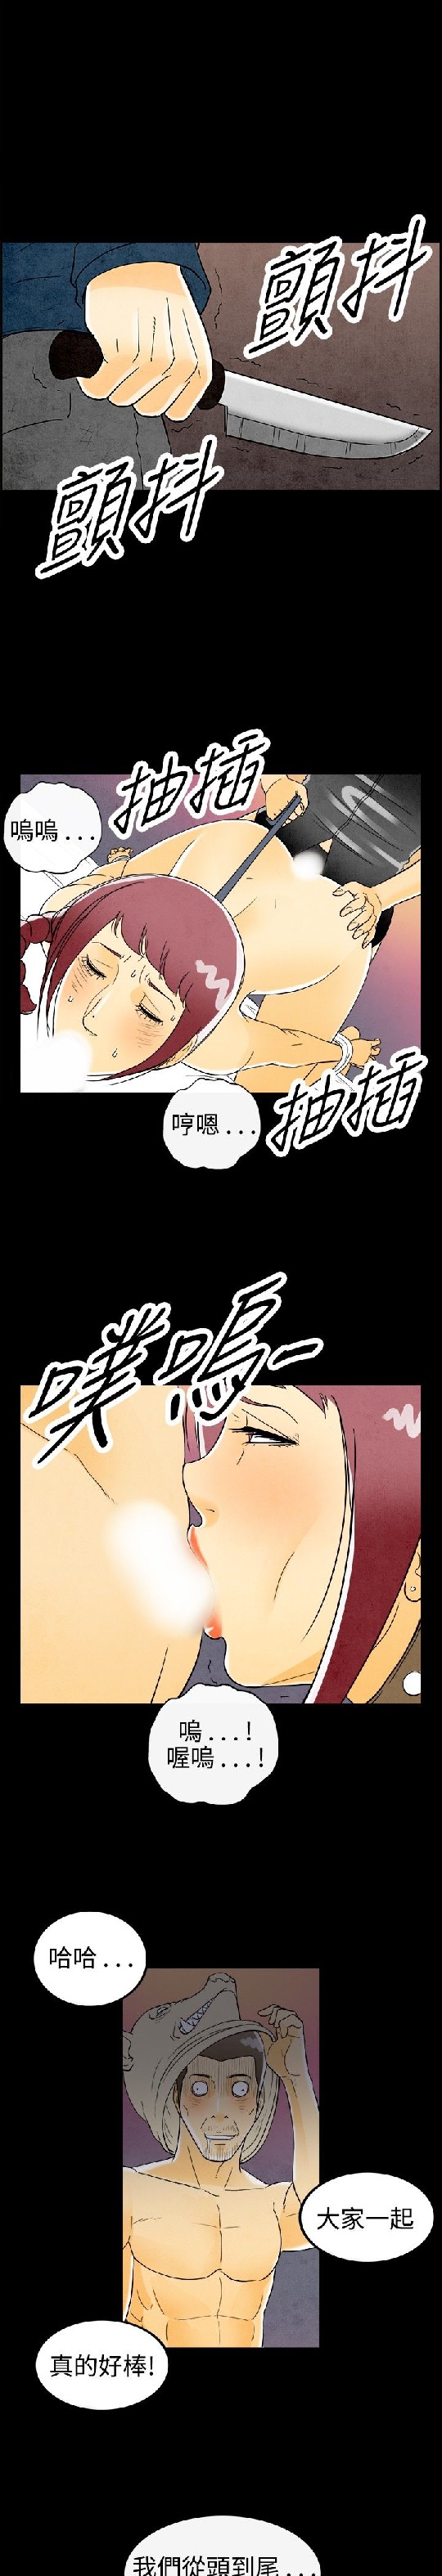 顫抖
顫抖
抽插
嗚嗚...
哼嗯...
抽插
噗嗚-
嗚...!
喔嗚...!
哈哈...
大家一起
真的好棒!
我們從頭到尾...